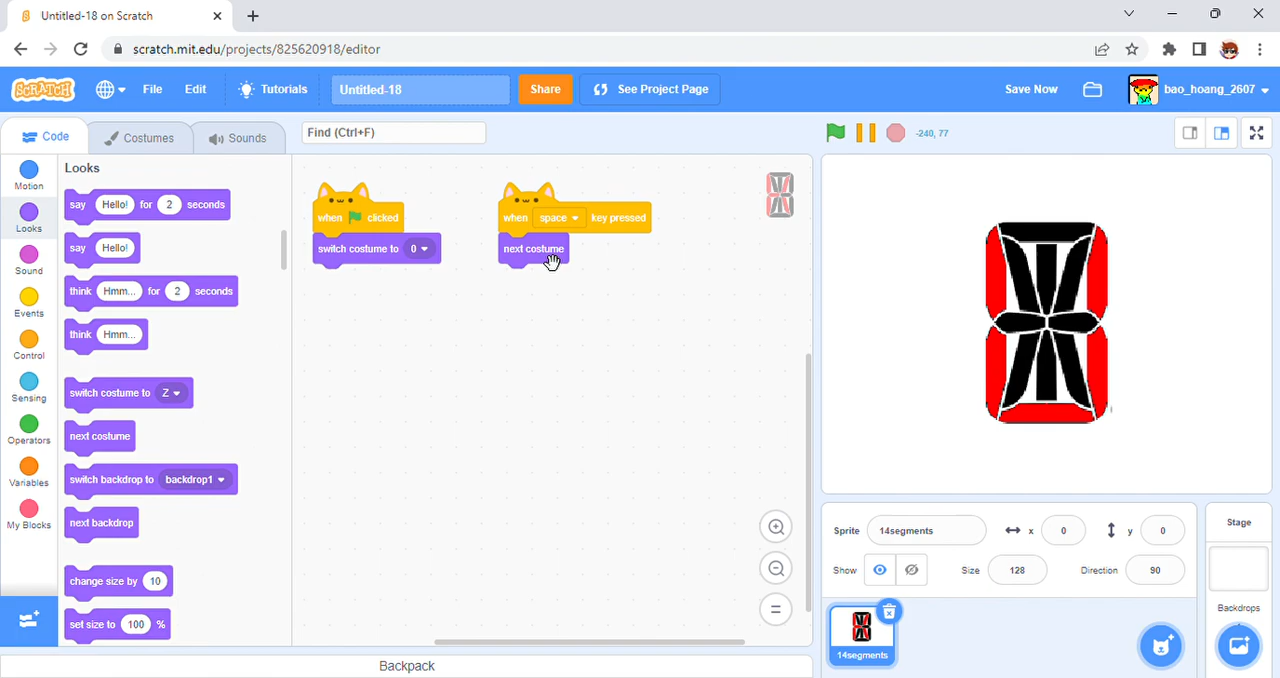 Untitled-18 on Scratch
scratch.mit.edu/projects/825620918/editor
SCRATCH
File
Edit
Tutorials
Untitled-18
Share
See Project Page
Save Now
bao_hoang_2607
Code
Costumes
Sounds
Find (Ctrl+F)
-240, 77
Motion
Looks
Sound
Events
Control
Sensing
Operators
Variables
My Blocks
Looks
say Hello! for 2 seconds
say Hello!
think Hmm... for 2 seconds
think Hmm...
switch costume to Z
next costume
switch backdrop to backdrop1
next backdrop
change size by 10
set size to 100 %
when clicked
switch costume to 0
when space key pressed
next costume
Backpack
Sprite 14segments x 0 y 0
Show Size 128 Direction 90
14segments
Stage
Backdrops